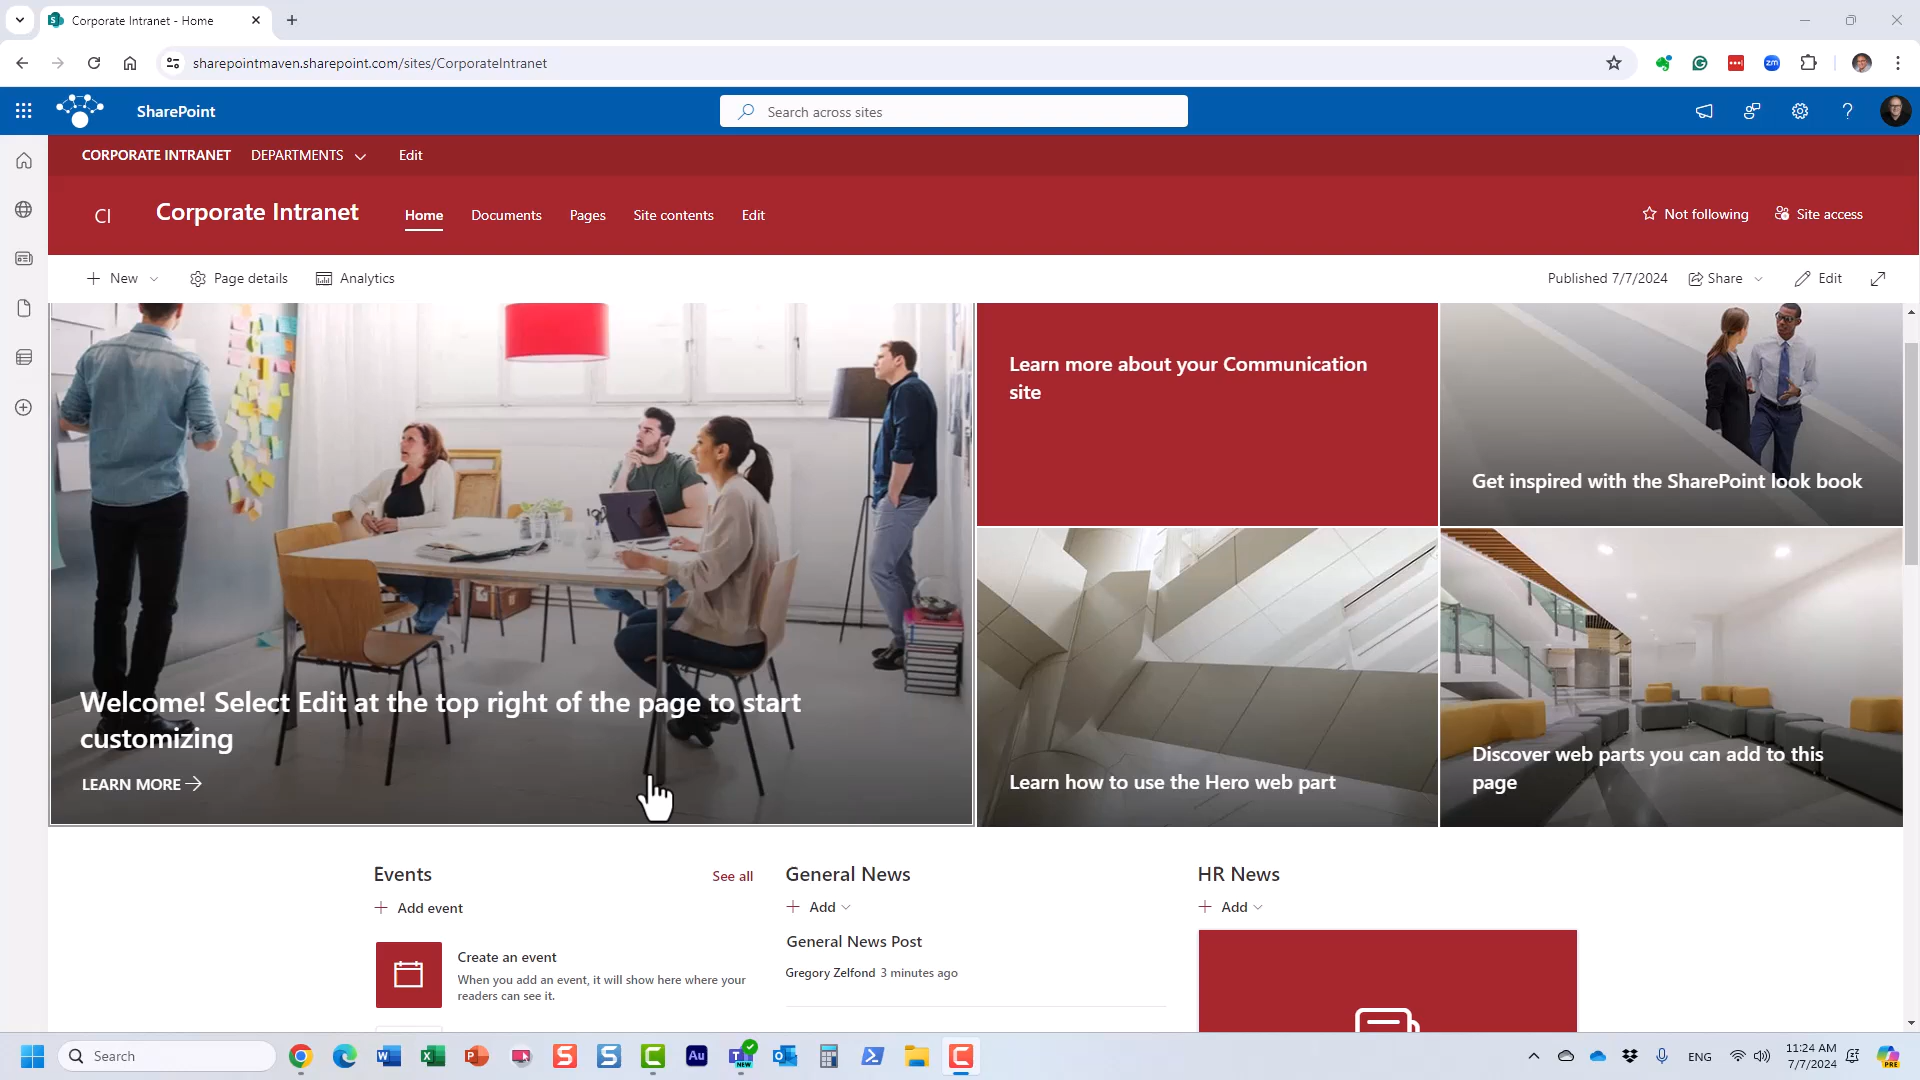 Corporate Intranet - Home
sharepointmaven.sharepoint.com/sites/CorporateIntranet
zm
SharePoint
Search across sites
CORPORATE INTRANET
DEPARTMENTS
Edit
CI
Corporate Intranet
Home
Documents
Pages
Site contents
Edit
Not following
Site access
New
Page details
Analytics
Published 7/7/2024
Share
Edit
Welcome! Select Edit at the top right of the page to start
customizing
LEARN MORE
Learn more about your Communication
site
Get inspired with the SharePoint look book
Learn how to use the Hero web part
Discover web parts you can add to this
page
Events
See all
Add event
Create an event
When you add an event, it will show here where your
readers can see it.
General News
Add
General News Post
Gregory Zelfond 3 minutes ago
HR News
Add
Search
Au
NEW
ENG
11:24 AM
7/7/2024
PRE